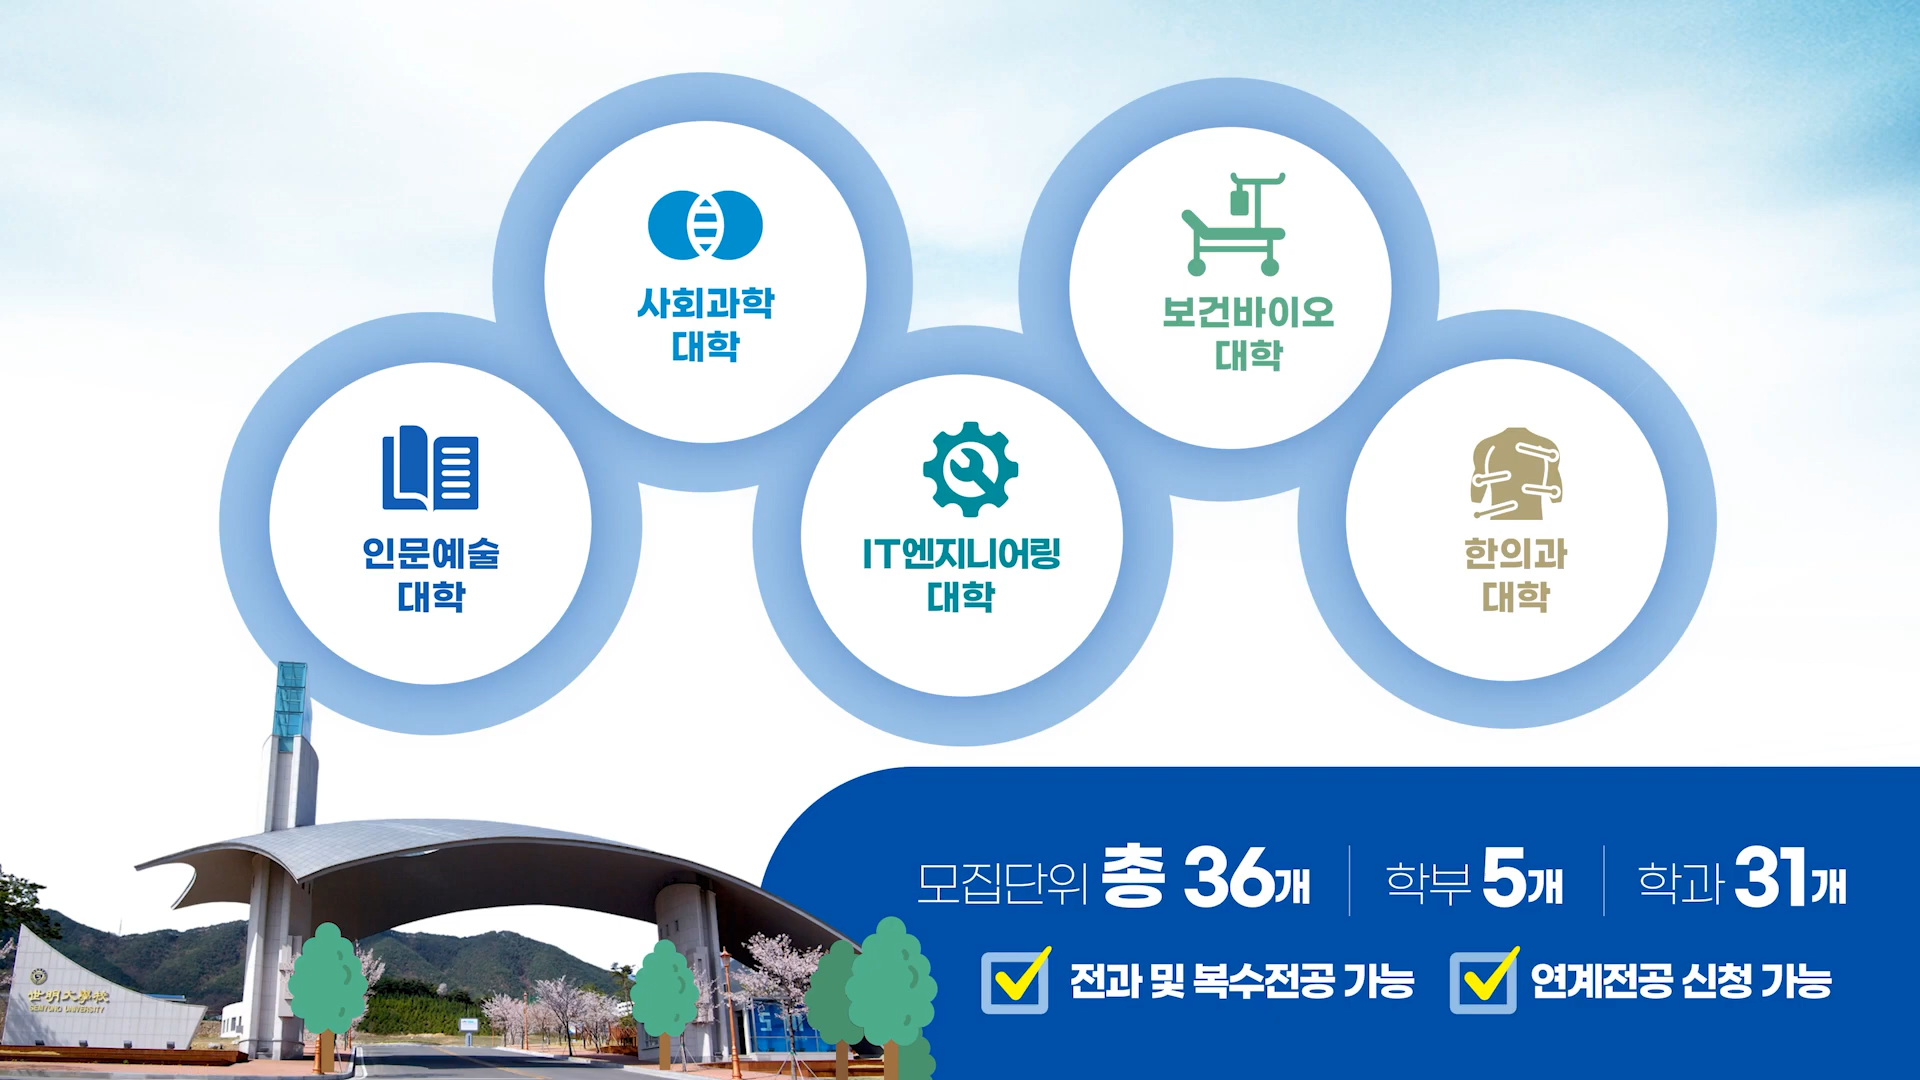 사회과학
대학
보건바이오
대학
인문예술
대학
IT엔지니어링
대학
한의과
대학
모집단위 총 36개
학부 5개
학과 31개
전과 및 복수전공 가능
연계전공 신청 가능
世明大學校
SEMYUNG UNIVERSITY